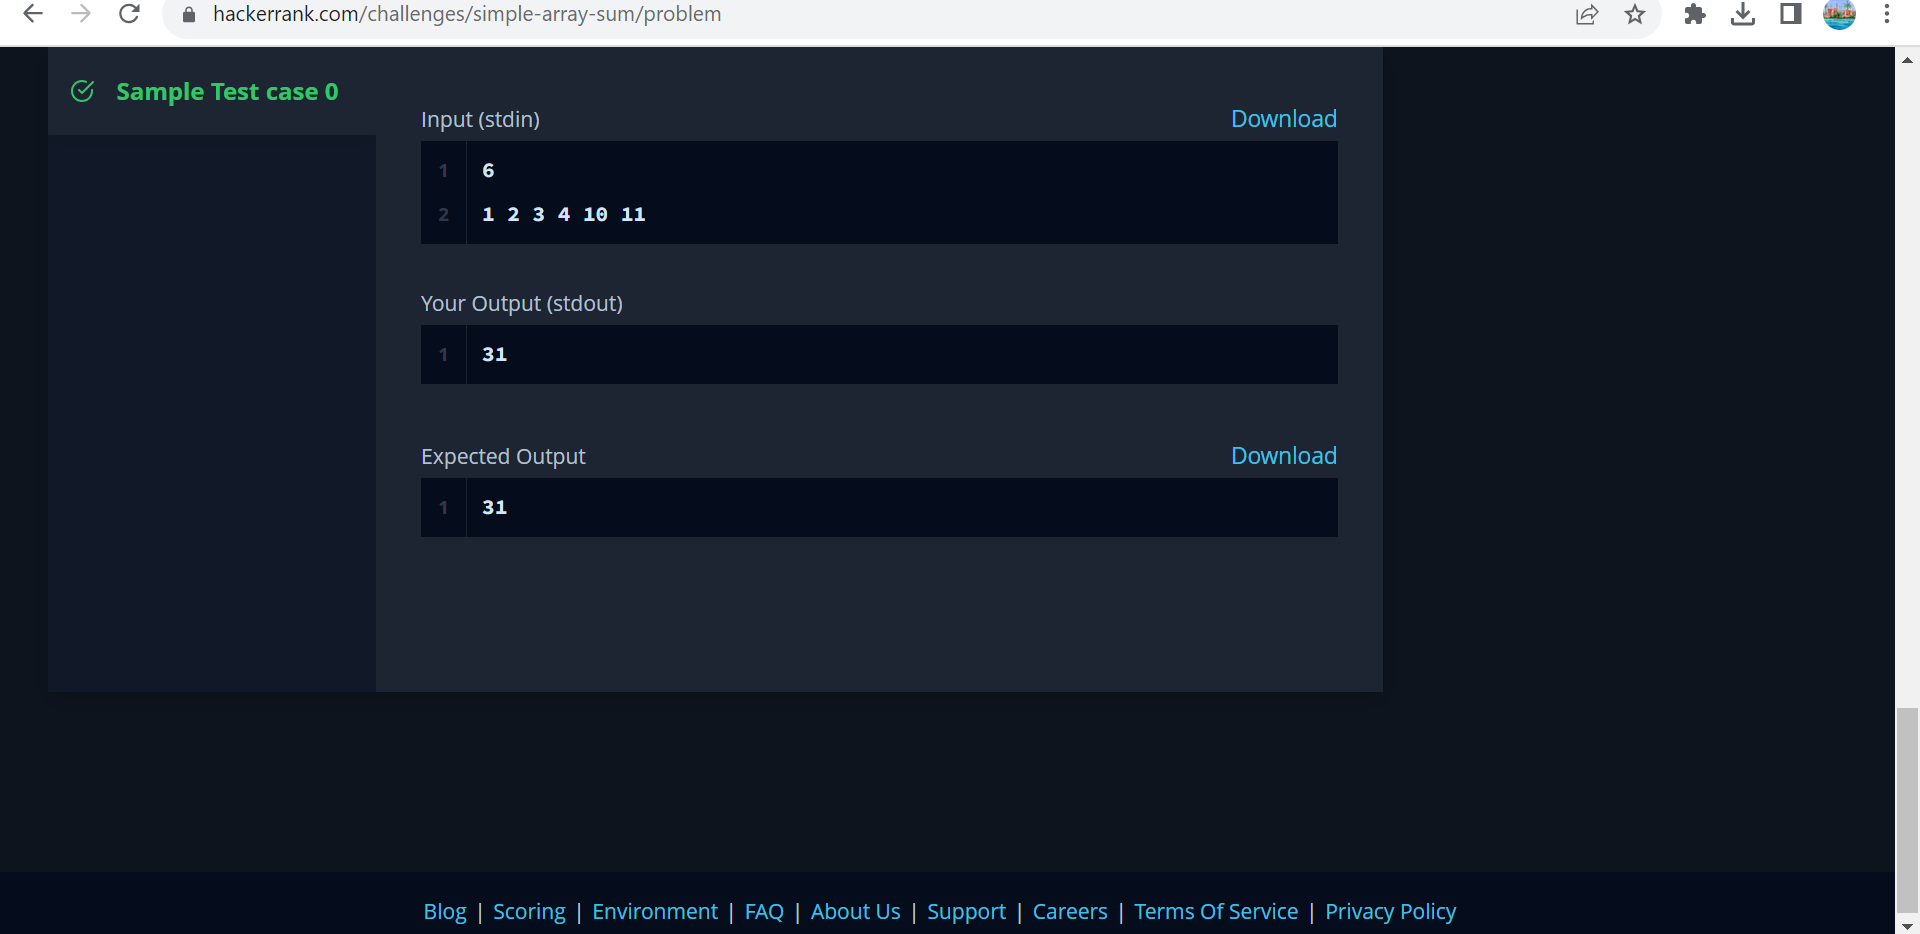 hackerrank.com/challenges/simple-array-sum/problem
Sample Test case 0
Input (stdin)
Download
1 6
2 1 2 3 4 10 11
Your Output (stdout)
1 31
Expected Output
Download
1 31
Blog | Scoring | Environment | FAQ | About Us | Support | Careers | Terms Of Service | Privacy Policy